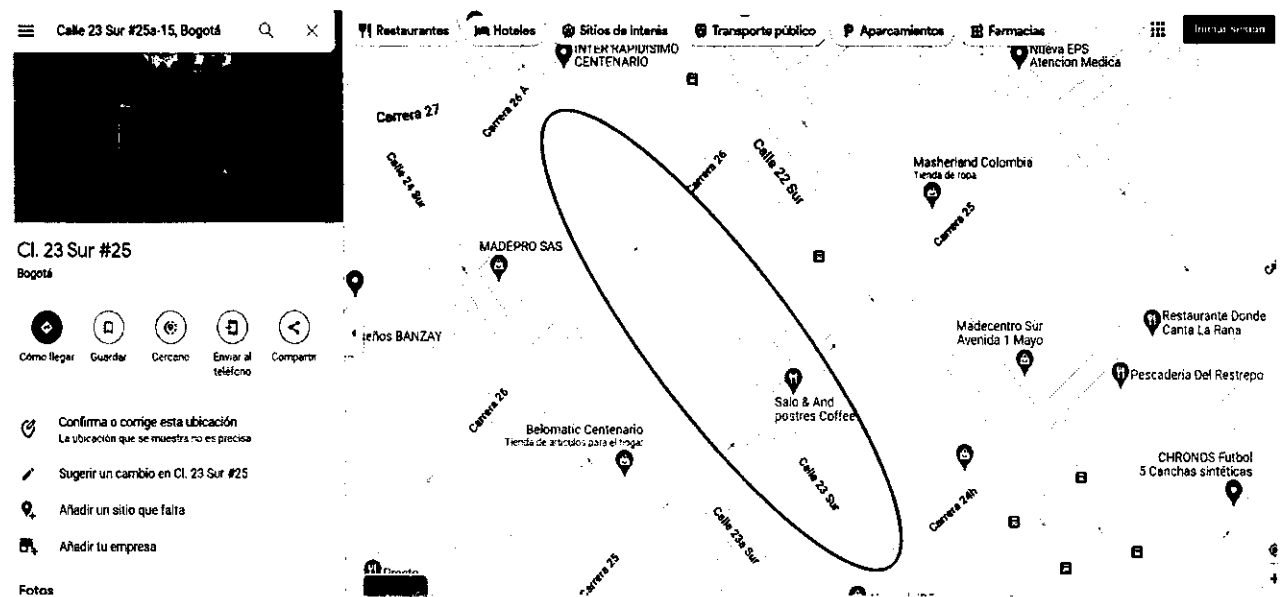 Calle 23 Sur #25a-15, Bogotá
Restaurantes
Hoteles
Sitios de interés
Transporte público
Aparcamientos
Farmacias
Iniciar sesión
Cl. 23 Sur #25
Bogotá
Cómo llegar
Guardar
Cercano
Enviar al
teléfono
Compartir
Confirma o corrige esta ubicación
La ubicación que se muestra no es precisa
Sugerir un cambio en Cl. 23 Sur #25
Añadir un sitio que falta
Añadir tu empresa
Fotos
INTER RAPIDISIMO
CENTENARIO
Nueva EPS
Atencion Medica
Carrera 27
Carrera 26 A
Calle 24 Sur
Carrera 26
Calle 22 Sur
Masherland Colombia
Tienda de ropa
Carrera 25
MADEPRO SAS
eños BANZAY
Madecentro Sur
Avenida 1 Mayo
Restaurante Donde
Canta La Rana
Pescaderia Del Restrepo
Salo & And
postres Coffee
Carrera 26
Belomatic Centenario
Tienda de artículos para el hogar
Calle 23 Sur
Carrera 24h
CHRONOS Futbol
5 Canchas sintéticas
Calle 23a Sur
Carrera 25